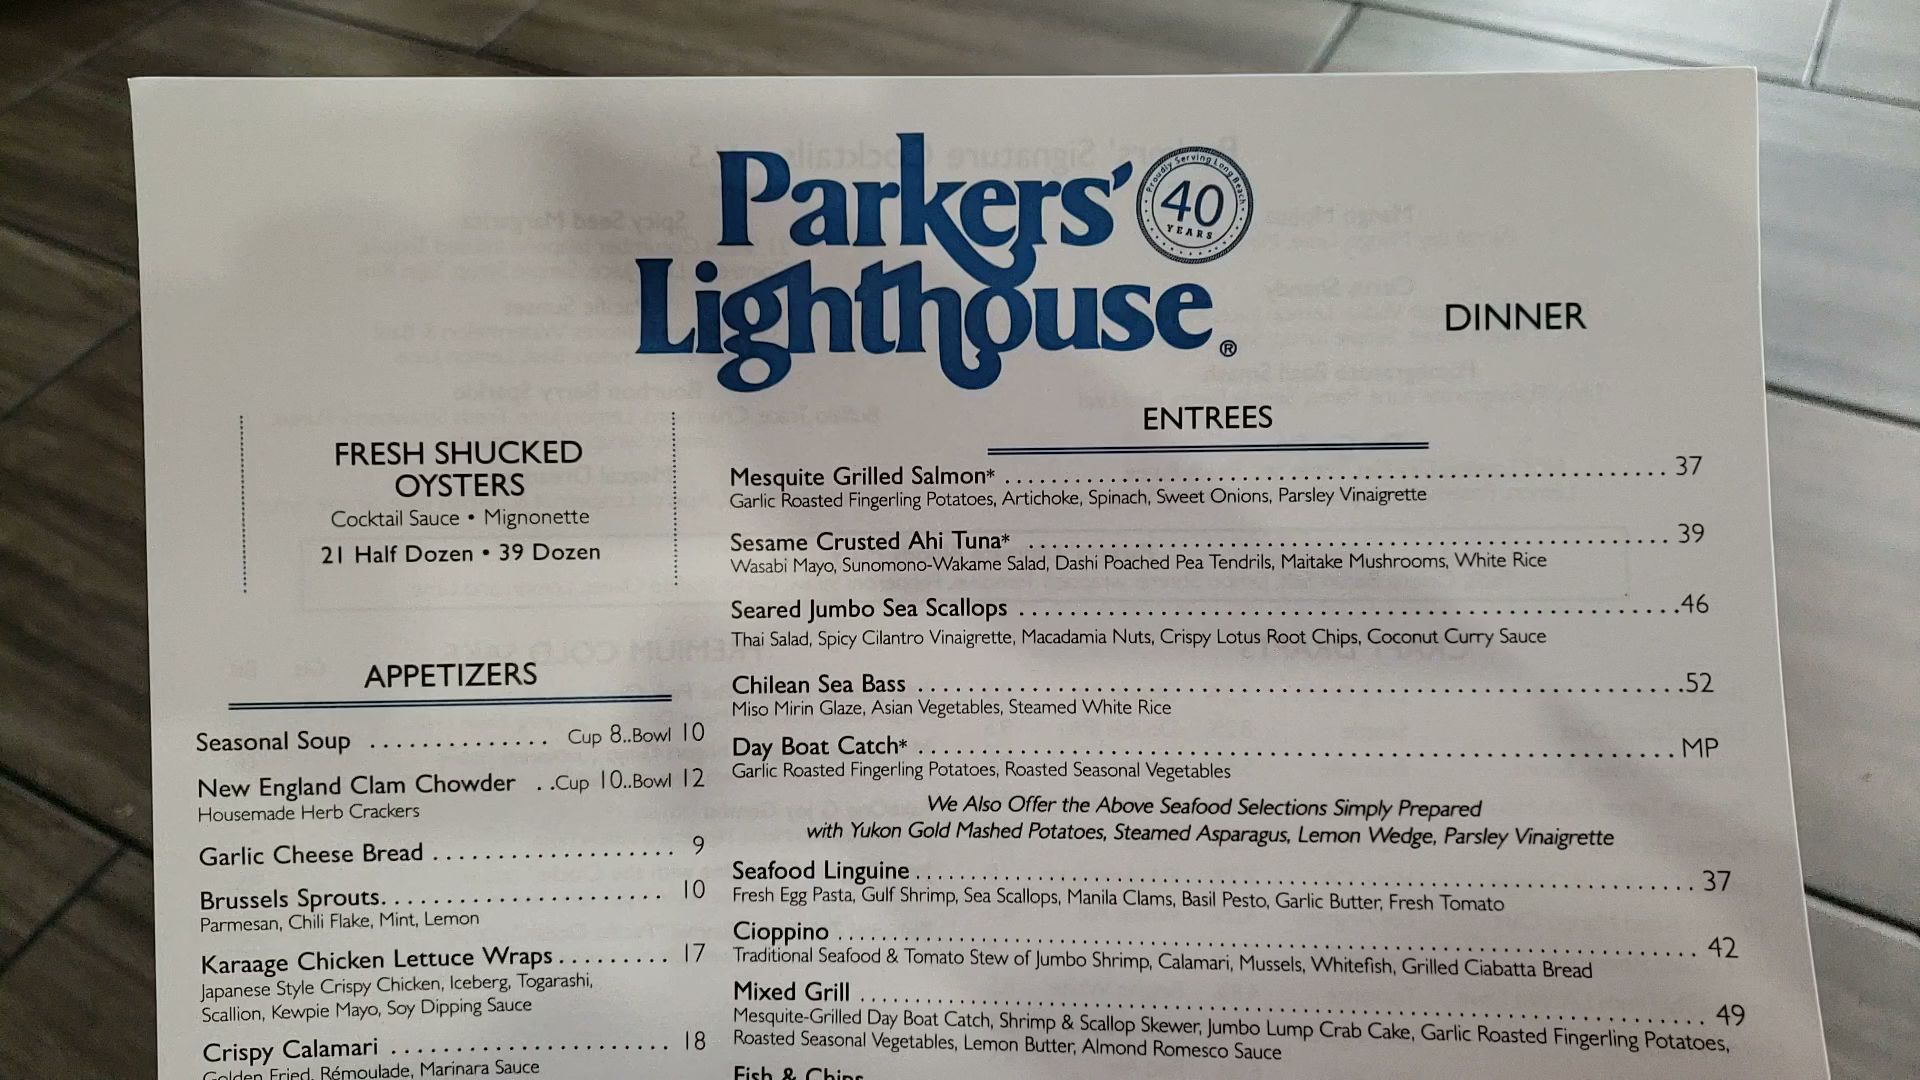 Parkers'
Lighthouse®
Proudly Serving Long Beach
40
YEARS
DINNER
FRESH SHUCKED
OYSTERS
Cocktail Sauce • Mignonette
21 Half Dozen • 39 Dozen
APPETIZERS
Seasonal Soup .............. Cup 8..Bowl 10
New England Clam Chowder ..Cup 10..Bowl 12
Housemade Herb Crackers
Garlic Cheese Bread .................... 9
Brussels Sprouts........................ 10
Parmesan, Chili Flake, Mint, Lemon
Karaage Chicken Lettuce Wraps ......... 17
Japanese Style Crispy Chicken, Iceberg, Togarashi,
Scallion, Kewpie Mayo, Soy Dipping Sauce
Crispy Calamari ...................... 18
Golden Fried, Rémoulade, Marinara Sauce
ENTREES
Mesquite Grilled Salmon* ........................ 37
Garlic Roasted Fingerling Potatoes, Artichoke, Spinach, Sweet Onions, Parsley Vinaigrette
Sesame Crusted Ahi Tuna* ........................ 39
Wasabi Mayo, Sunomono-Wakame Salad, Dashi Poached Pea Tendrils, Maitake Mushrooms, White Rice
Seared Jumbo Sea Scallops ........................46
Thai Salad, Spicy Cilantro Vinaigrette, Macadamia Nuts, Crispy Lotus Root Chips, Coconut Curry Sauce
Chilean Sea Bass ........................52
Miso Mirin Glaze, Asian Vegetables, Steamed White Rice
Day Boat Catch* ........................ MP
Garlic Roasted Fingerling Potatoes, Roasted Seasonal Vegetables
We Also Offer the Above Seafood Selections Simply Prepared
with Yukon Gold Mashed Potatoes, Steamed Asparagus, Lemon Wedge, Parsley Vinaigrette
Seafood Linguine ........................ 37
Fresh Egg Pasta, Gulf Shrimp, Sea Scallops, Manila Clams, Basil Pesto, Garlic Butter, Fresh Tomato
Cioppino ........................ 42
Traditional Seafood & Tomato Stew of Jumbo Shrimp, Calamari, Mussels, Whitefish, Grilled Ciabatta Bread
Mixed Grill ........................ 49
Mesquite-Grilled Day Boat Catch, Shrimp & Scallop Skewer, Jumbo Lump Crab Cake, Garlic Roasted Fingerling Potatoes,
Roasted Seasonal Vegetables, Lemon Butter, Almond Romesco Sauce
Fish & Chips